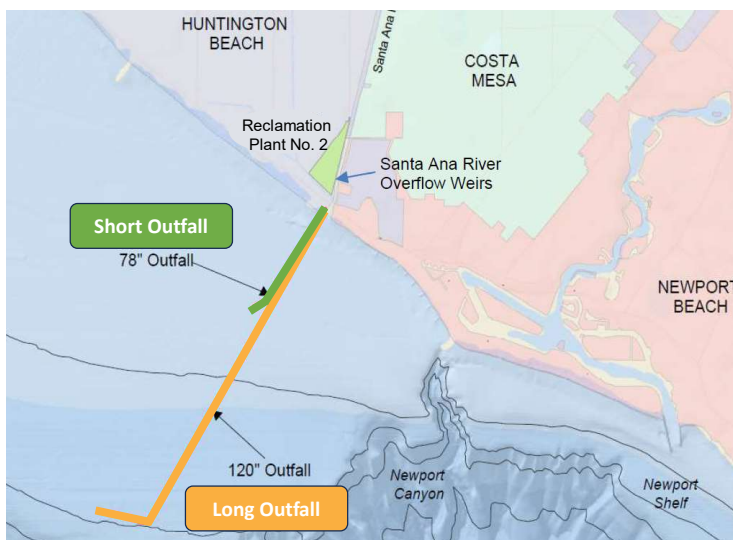 HUNTINGTON
BEACH
Santa Ana
COSTA
MESA
Reclamation
Plant No. 2
Santa Ana River
Overflow Weirs
Short Outfall
78" Outfall
NEWPORT
BEACH
120" Outfall
Long Outfall
Newport
Canyon
Newport
Shelf